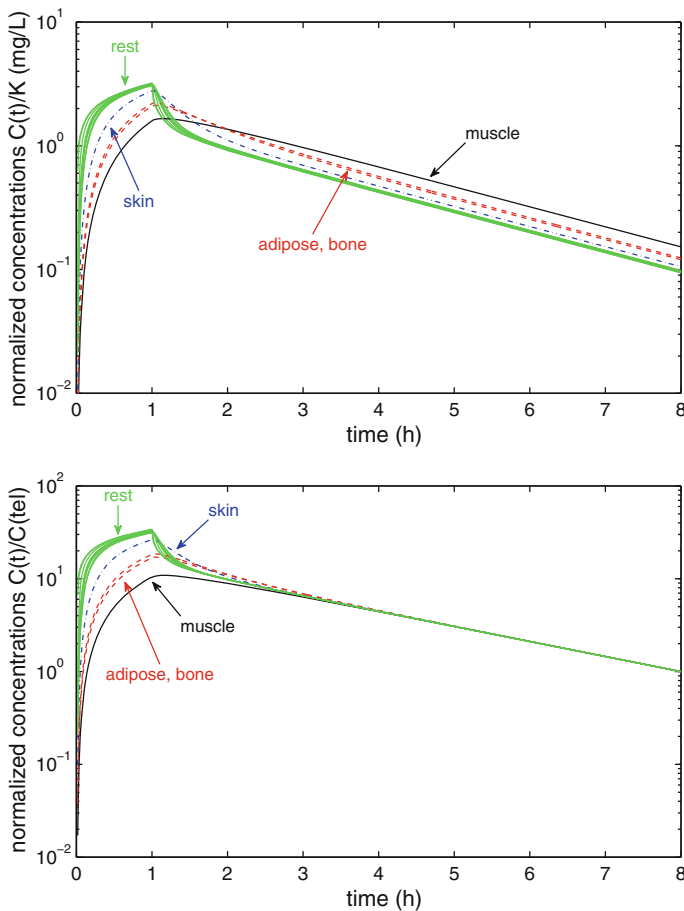 normalized concentrations C(t)/K (mg/L)
10^1
10^0
10^-1
10^-2
rest
skin
adipose, bone
muscle
0 1 2 3 4 5 6 7 8
time (h)
normalized concentrations C(t)/C(tel)
10^2
10^1
10^0
10^-1
10^-2
rest
skin
muscle
adipose, bone
0 1 2 3 4 5 6 7 8
time (h)